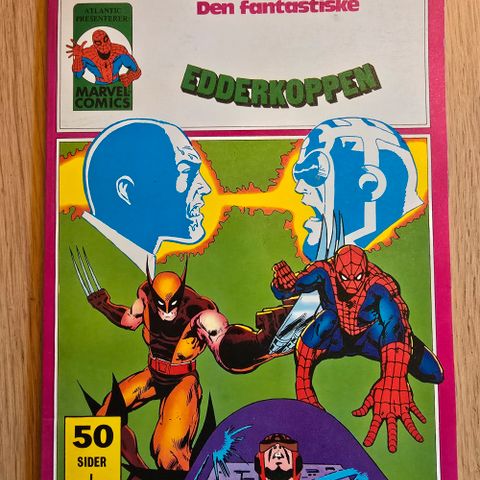 ATLANTIC
PRESENTERER:
MARVEL
COMICS
Den fantastiske
EDDERKOPPEN
50
SIDER
I